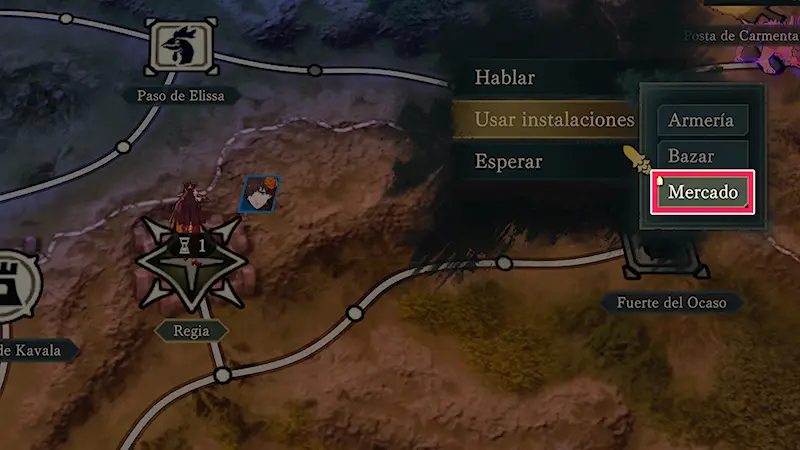 Posta de Carmenta
Paso de Elissa
Hablar
Usar instalaciones
Esperar
Armería
Bazar
Mercado
1
Regia
de Kavala
Fuerte del Ocaso